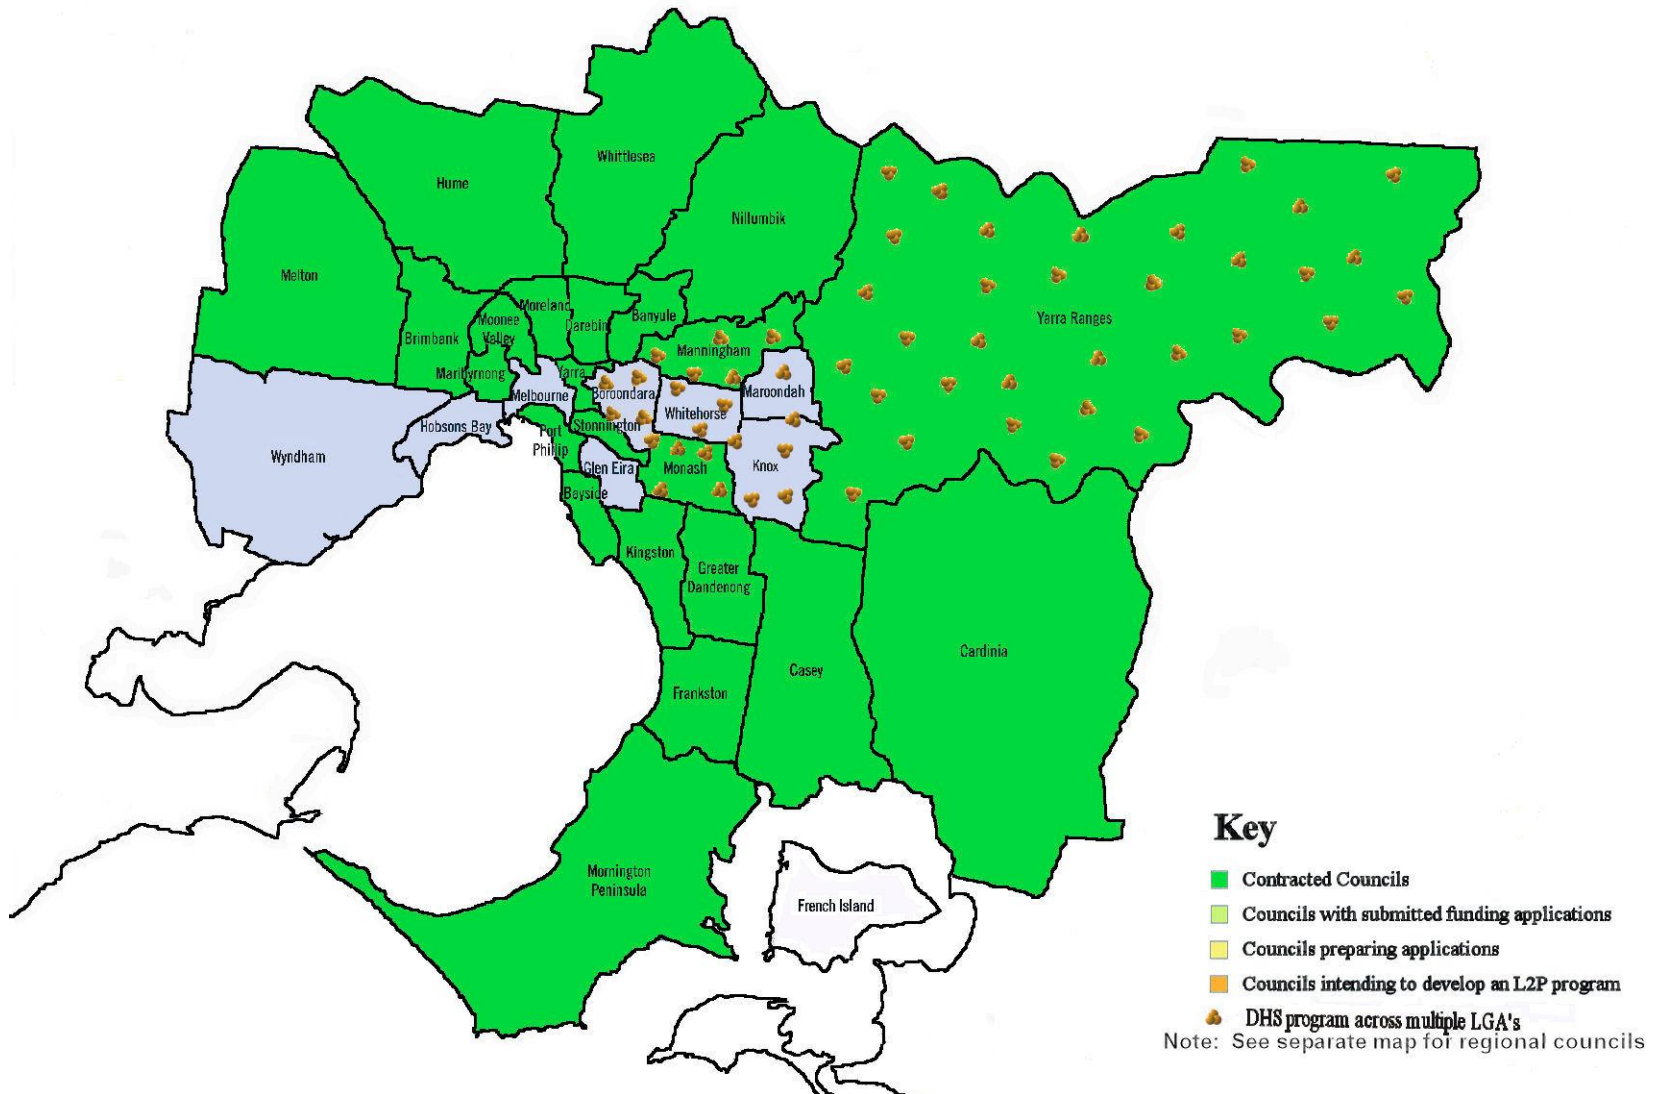 Whittlesea
Hume
Nillumbik
Melton
Moreland
Banyule
Yarra Ranges
Moonee
Valley
Darebin
Brimbank
Manningham
Maribyrnong
Yarra
Melbourne
Boroondara
Maroondah
Whitehorse
Hobsons Bay
Port
Phillip
Stonnington
Wyndham
Glen Eira
Monash
Knox
Bayside
Kingston
Greater
Dandenong
Cardinia
Casey
Frankston
Mornington
Peninsula
French Island
Key
Contracted Councils
Councils with submitted funding applications
Councils preparing applications
Councils intending to develop an L2P program
DHS program across multiple LGA's
Note: See separate map for regional councils